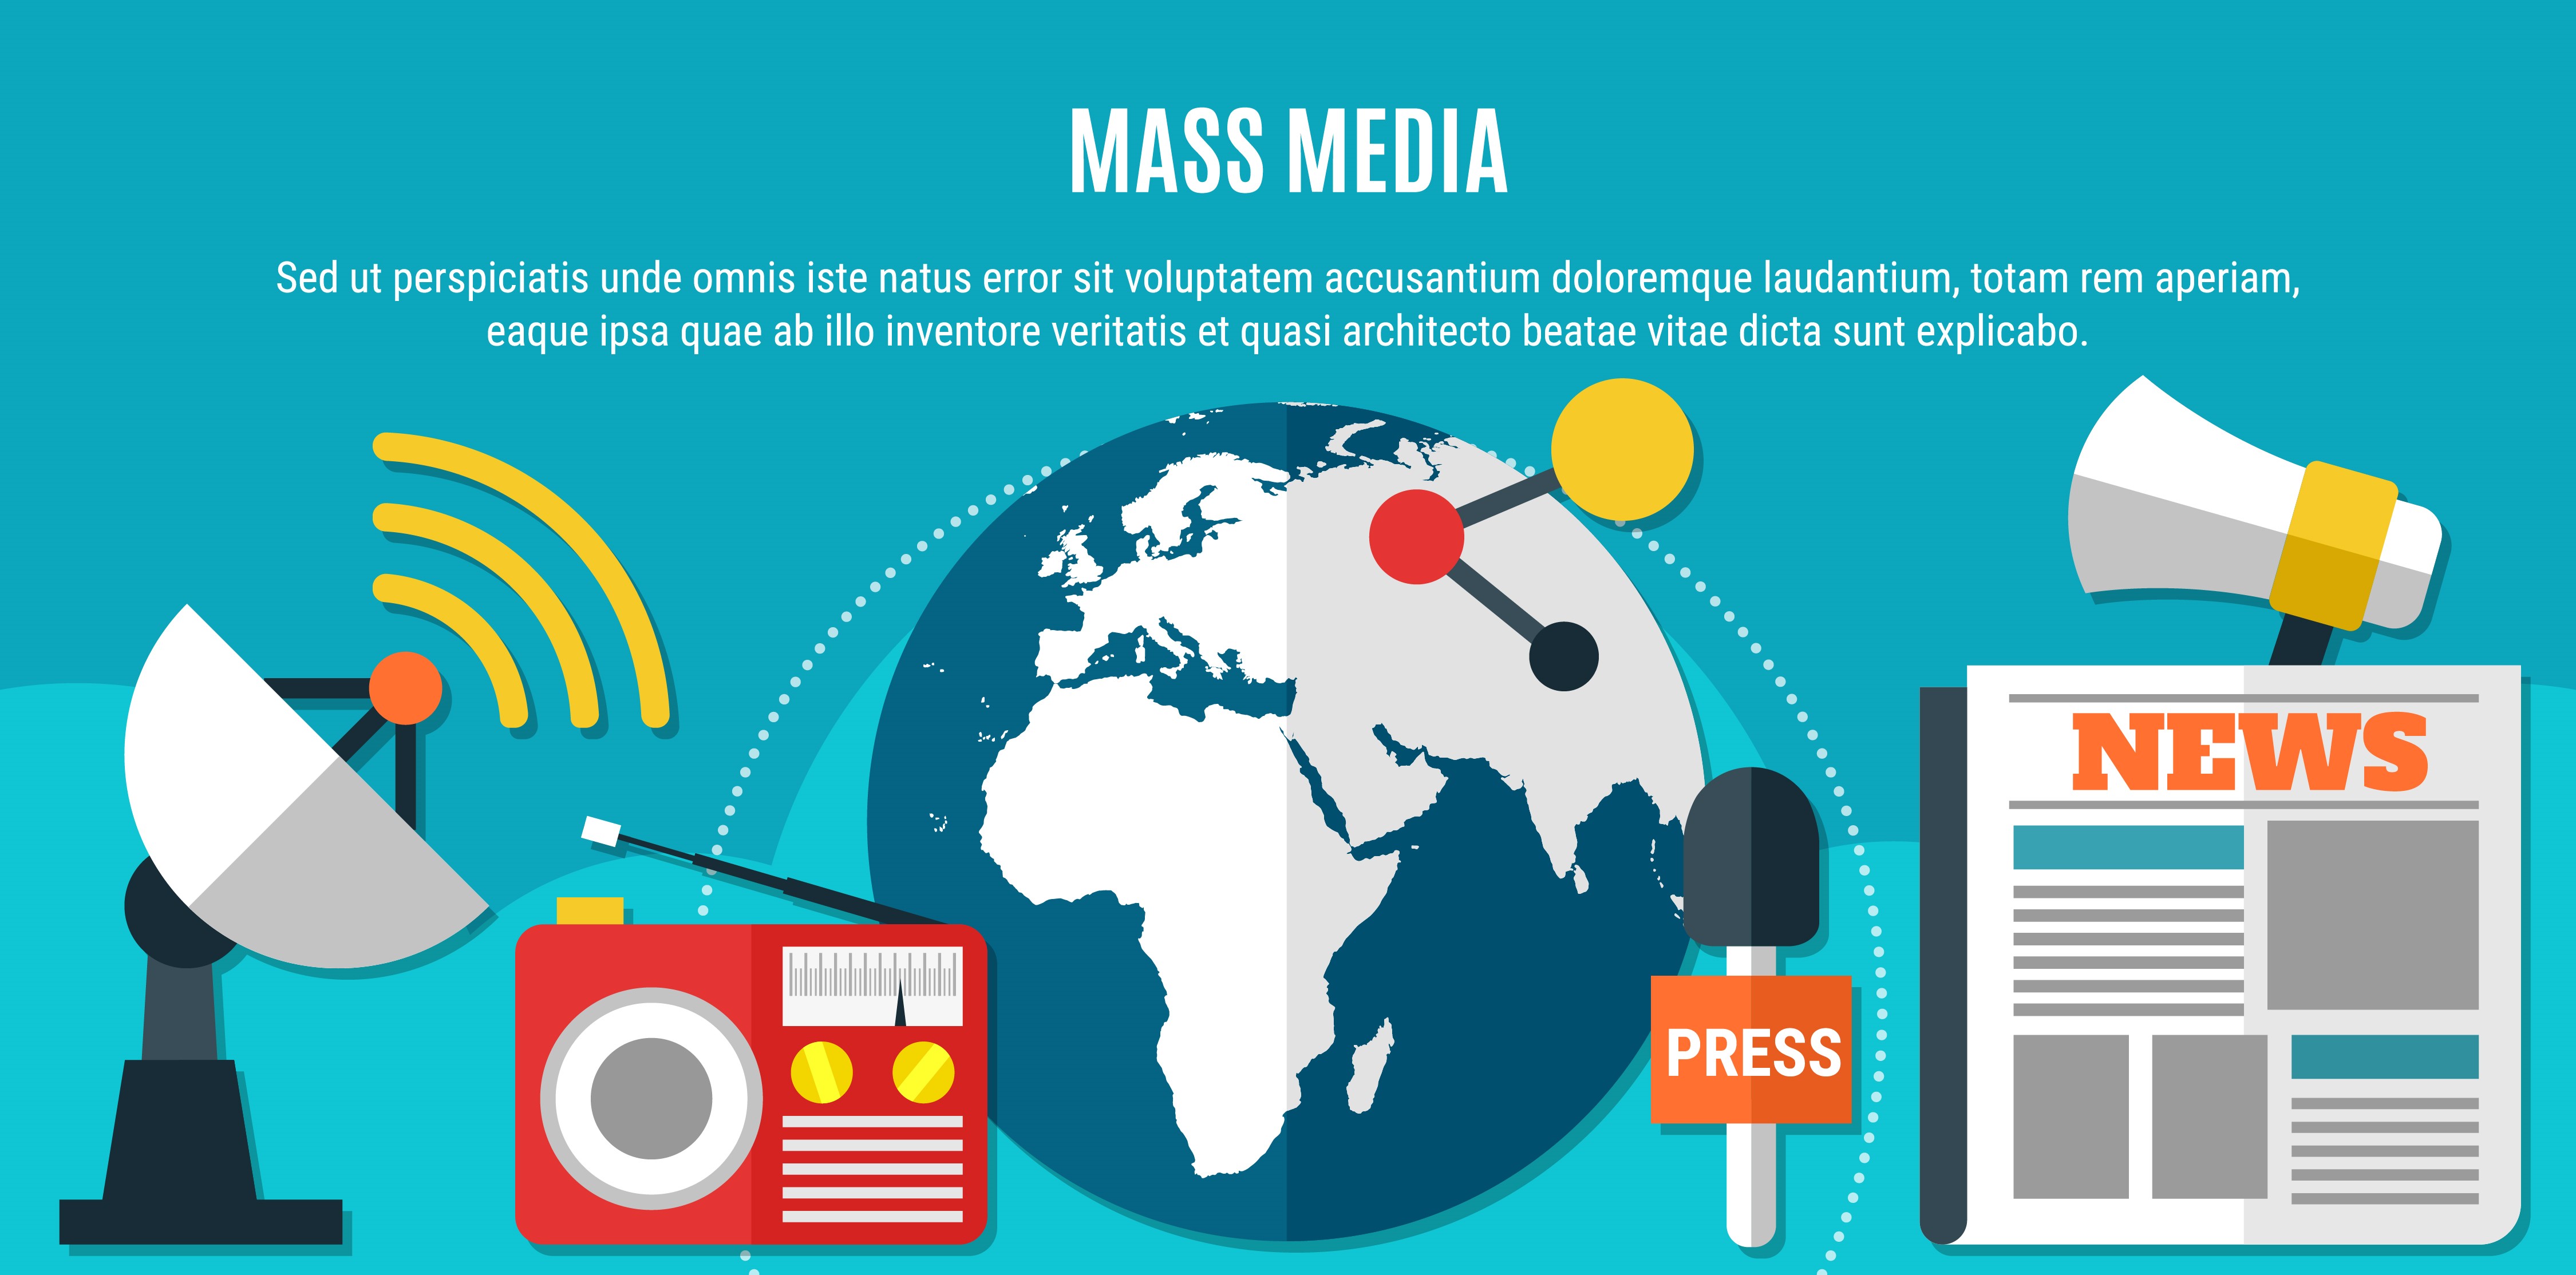 MASS MEDIA
Sed ut perspiciatis unde omnis iste natus error sit voluptatem accusantium doloremque laudantium, totam rem aperiam,
eaque ipsa quae ab illo inventore veritatis et quasi architecto beatae vitae dicta sunt explicabo.
NEWS
PRESS